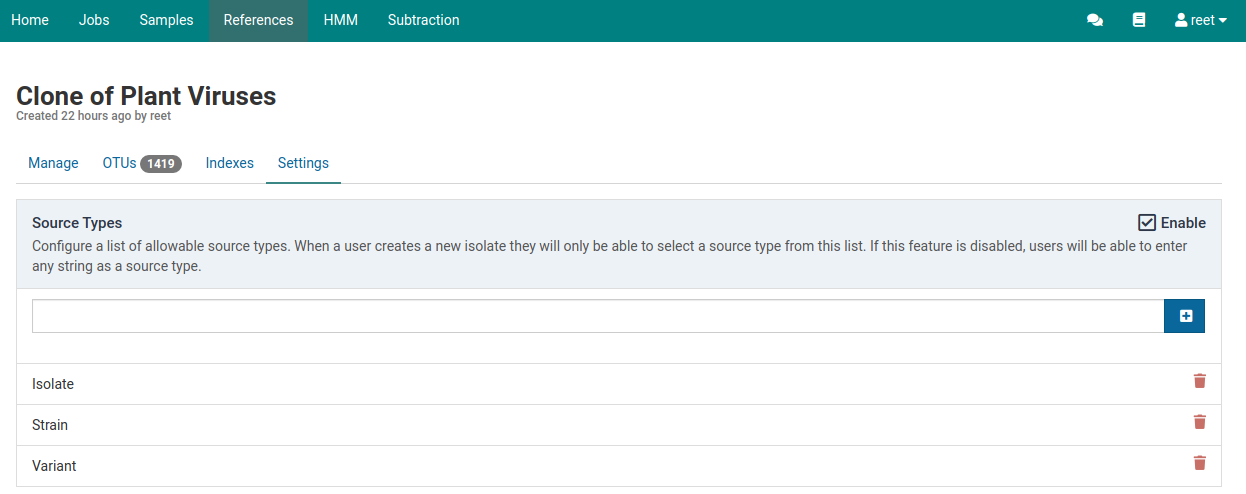 Home Jobs Samples References HMM Subtraction reet
Clone of Plant Viruses
Created 22 hours ago by reet
Manage OTUs 1419 Indexes Settings
Source Types Enable
Configure a list of allowable source types. When a user creates a new isolate they will only be able to select a source type from this list. If this feature is disabled, users will be able to enter
any string as a source type.
Isolate
Strain
Variant